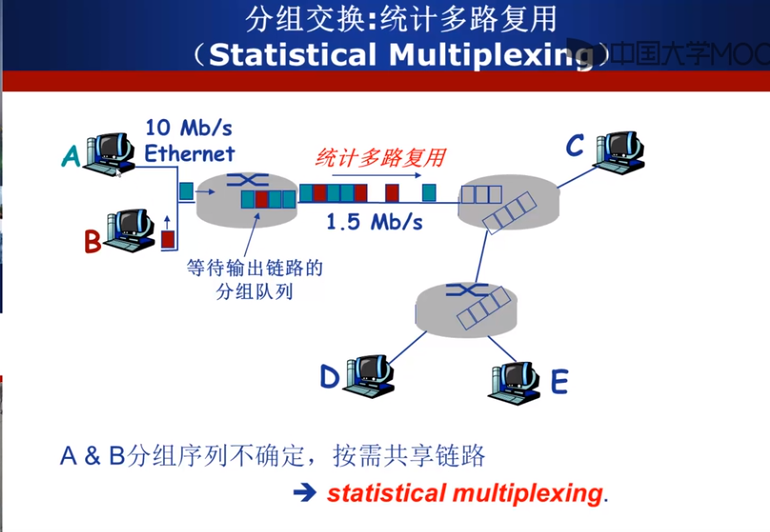 分组交换:统计多路复用
（Statistical Multiplexing）
中国大学MOOC
10 Mb/s
Ethernet
A
B
统计多路复用
1.5 Mb/s
C
等待输出链路的
分组队列
D
E
A & B分组序列不确定，按需共享链路
➔ statistical multiplexing.